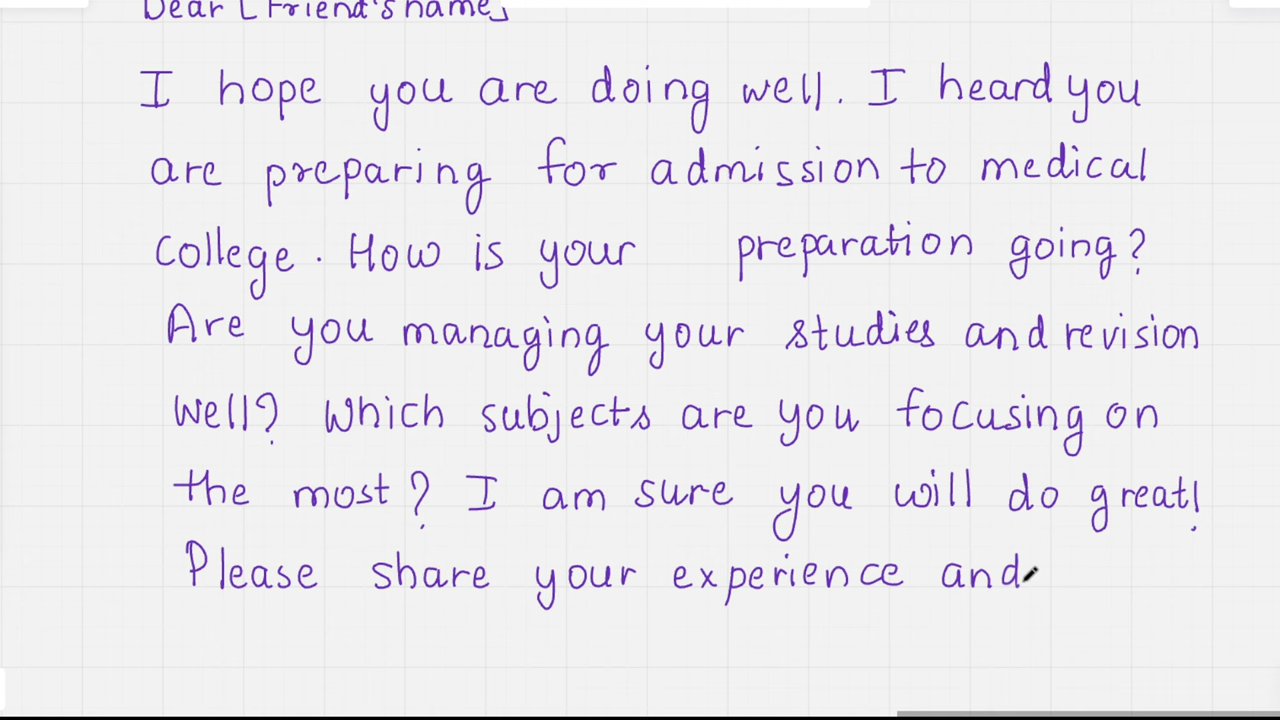 Dear [Friend's name]
I hope you are doing well. I heard you
are preparing for admission to medical
college. How is your preparation going?
Are you managing your studies and revision
well? Which subjects are you focusing on
the most? I am sure you will do great!
Please share your experience and